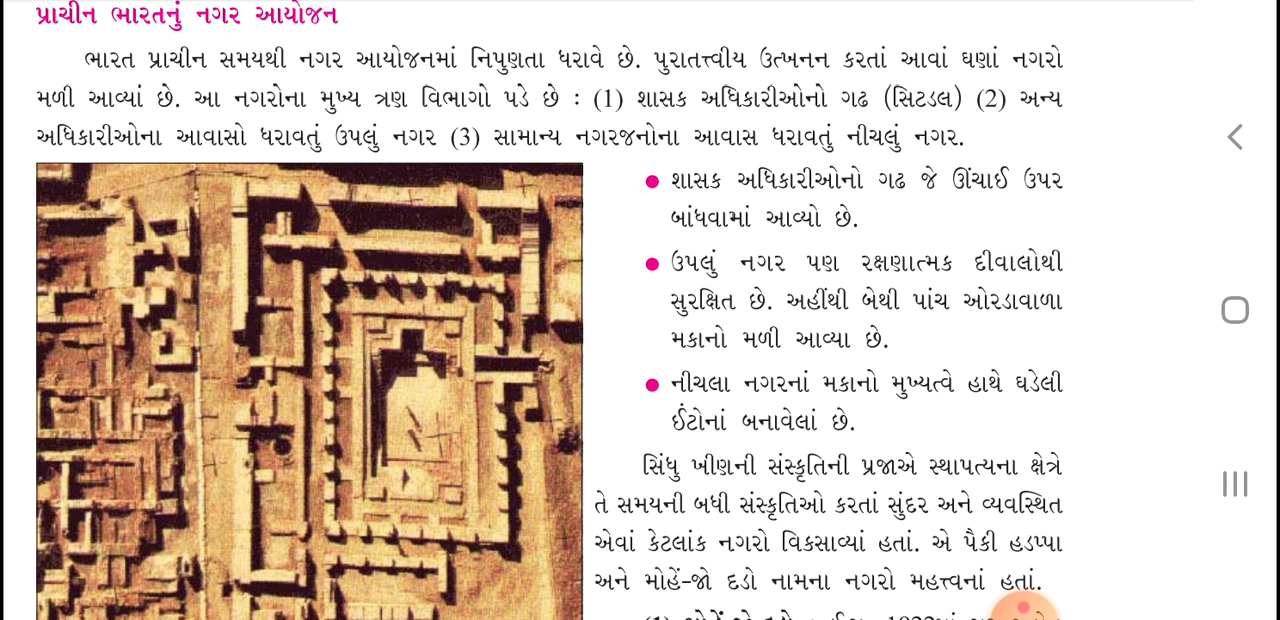 પ્રાચીન ભારતનું નગર આયોજન
ભારત પ્રાચીન સમયથી નગર આયોજનમાં નિપુણતા ધરાવે છે. પુરાતત્ત્વીય ઉત્ખનન કરતાં આવાં ઘણાં નગરો
મળી આવ્યાં છે. આ નગરોના મુખ્ય ત્રણ વિભાગો પડે છે : (1) શાસક અધિકારીઓનો ગઢ (સિટડલ) (2) અન્ય
અધિકારીઓના આવાસો ધરાવતું ઉપલું નગર (3) સામાન્ય નગરજનોના આવાસ ધરાવતું નીચલું નગર.
● શાસક અધિકારીઓનો ગઢ જે ઊંચાઈ ઉપર
બાંધવામાં આવ્યો છે.
● ઉપલું નગર પણ રક્ષણાત્મક દીવાલોથી
સુરક્ષિત છે. અહીંથી બેથી પાંચ ઓરડાવાળા
મકાનો મળી આવ્યા છે.
● નીચલા નગરનાં મકાનો મુખ્યત્વે હાથે ઘડેલી
ઈંટોનાં બનાવેલાં છે.
સિંધુ ખીણની સંસ્કૃતિની પ્રજાએ સ્થાપત્યના ક્ષેત્રે
તે સમયની બધી સંસ્કૃતિઓ કરતાં સુંદર અને વ્યવસ્થિત
એવાં કેટલાંક નગરો વિકસાવ્યાં હતાં. એ પૈકી હડપ્પા
અને મોહેં-જો દડો નામના નગરો મહત્ત્વનાં હતાં.